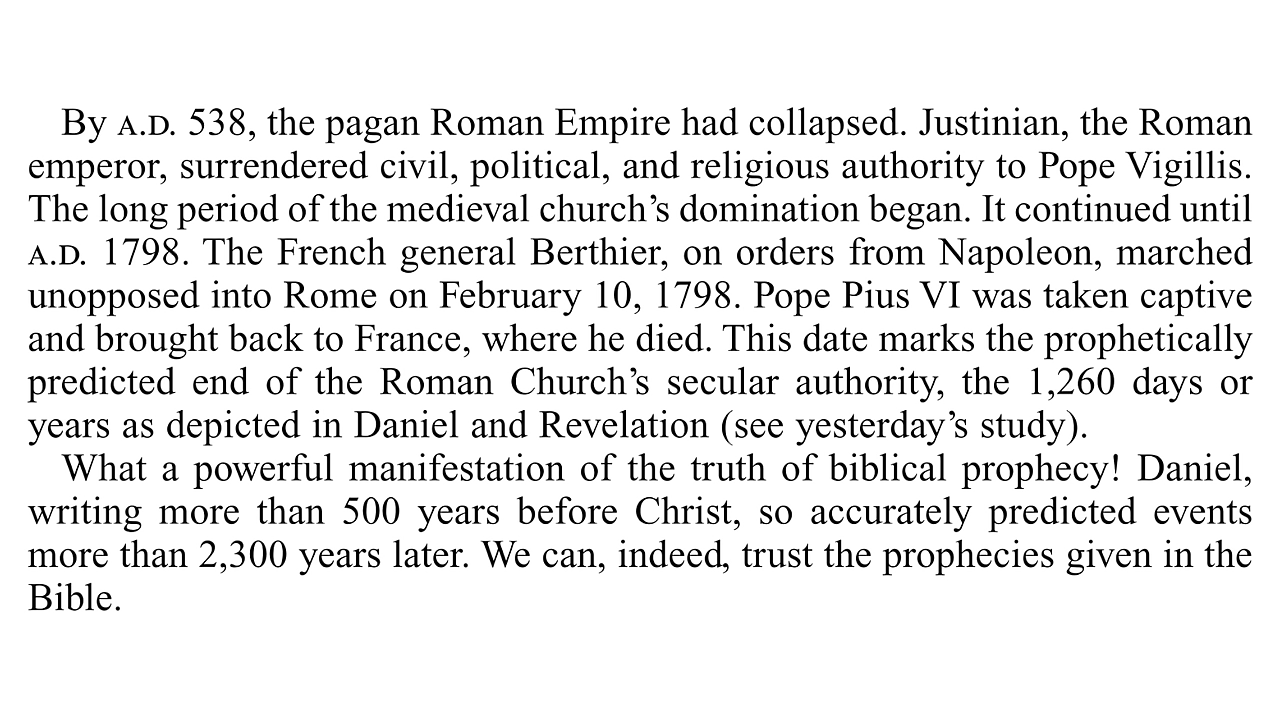 By A.D. 538, the pagan Roman Empire had collapsed. Justinian, the Roman
emperor, surrendered civil, political, and religious authority to Pope Vigillis.
The long period of the medieval church’s domination began. It continued until
A.D. 1798. The French general Berthier, on orders from Napoleon, marched
unopposed into Rome on February 10, 1798. Pope Pius VI was taken captive
and brought back to France, where he died. This date marks the prophetically
predicted end of the Roman Church’s secular authority, the 1,260 days or
years as depicted in Daniel and Revelation (see yesterday’s study).
What a powerful manifestation of the truth of biblical prophecy! Daniel,
writing more than 500 years before Christ, so accurately predicted events
more than 2,300 years later. We can, indeed, trust the prophecies given in the
Bible.